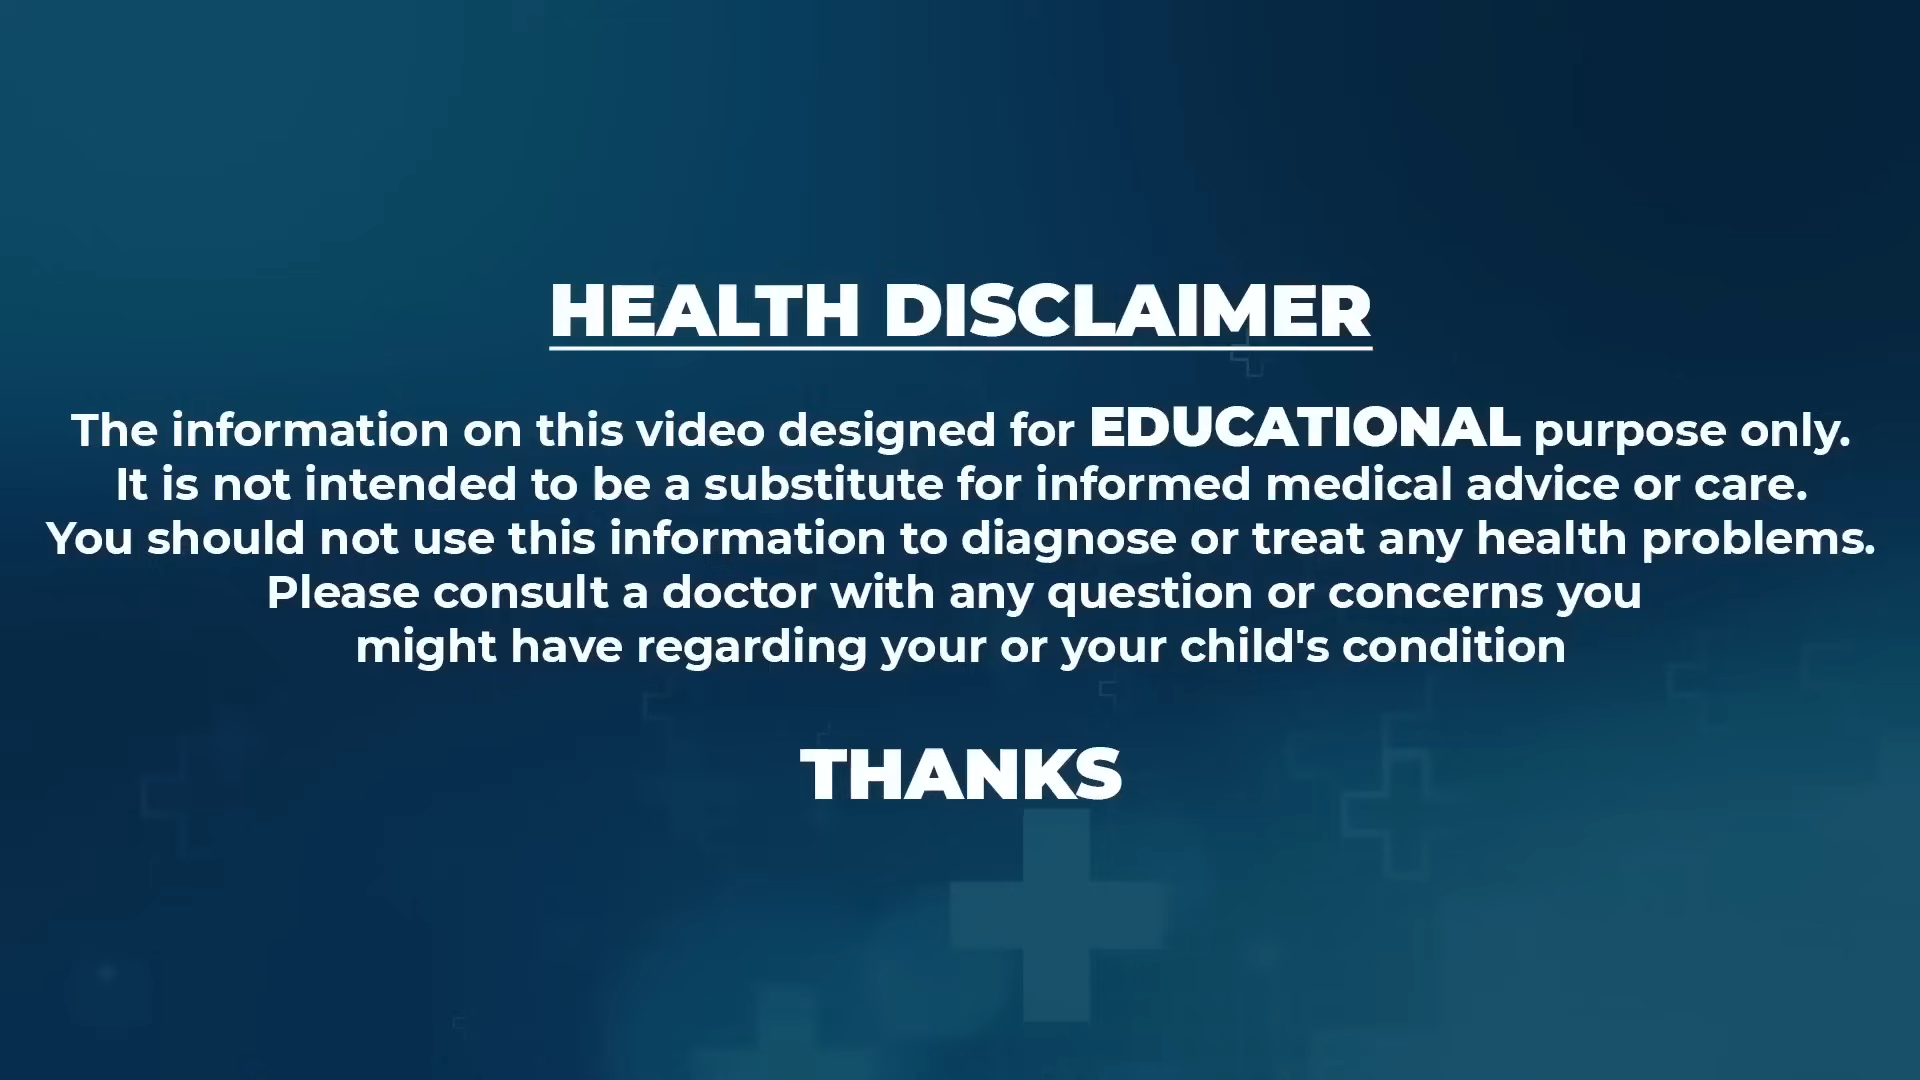 HEALTH DISCLAIMER
The information on this video designed for EDUCATIONAL purpose only.
It is not intended to be a substitute for informed medical advice or care.
You should not use this information to diagnose or treat any health problems.
Please consult a doctor with any question or concerns you
might have regarding your or your child's condition
THANKS